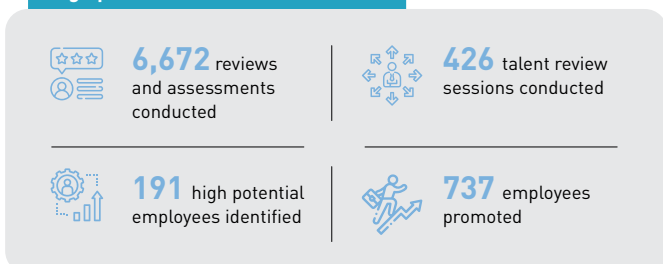 6,672 reviews
and assessments
conducted
426 talent review
sessions conducted
191 high potential
employees identified
737 employees
promoted